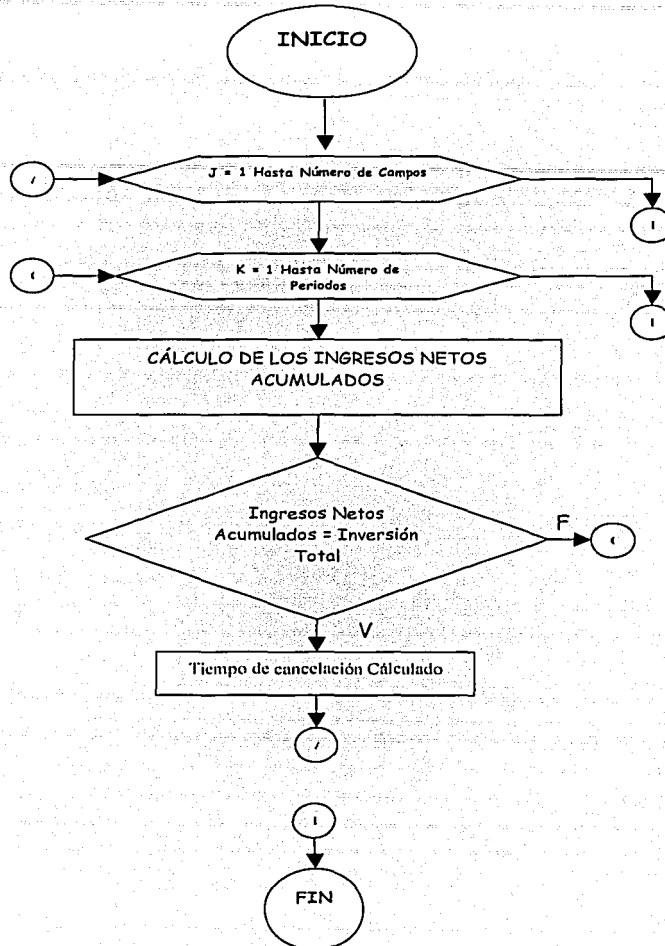 INICIO
J = 1 Hasta Número de Campos
K = 1 Hasta Número de
Periodos
CÁLCULO DE LOS INGRESOS NETOS
ACUMULADOS
Ingresos Netos
Acumulados = Inversión
Total
F
V
Tiempo de cancelación Cálculado
FIN